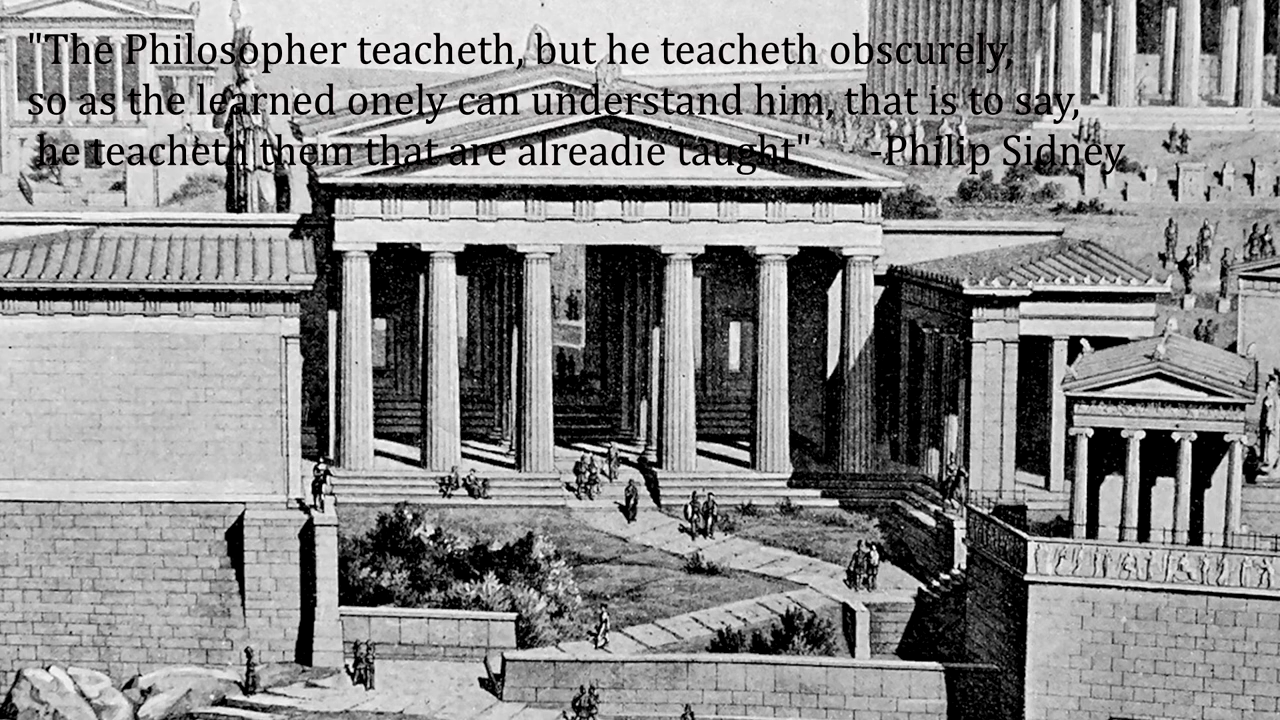 "The Philosopher teacheth, but he teacheth obscurely,
so as the learned onely can understand him, that is to say,
he teacheth them that are alreadie taught" -Philip Sidney